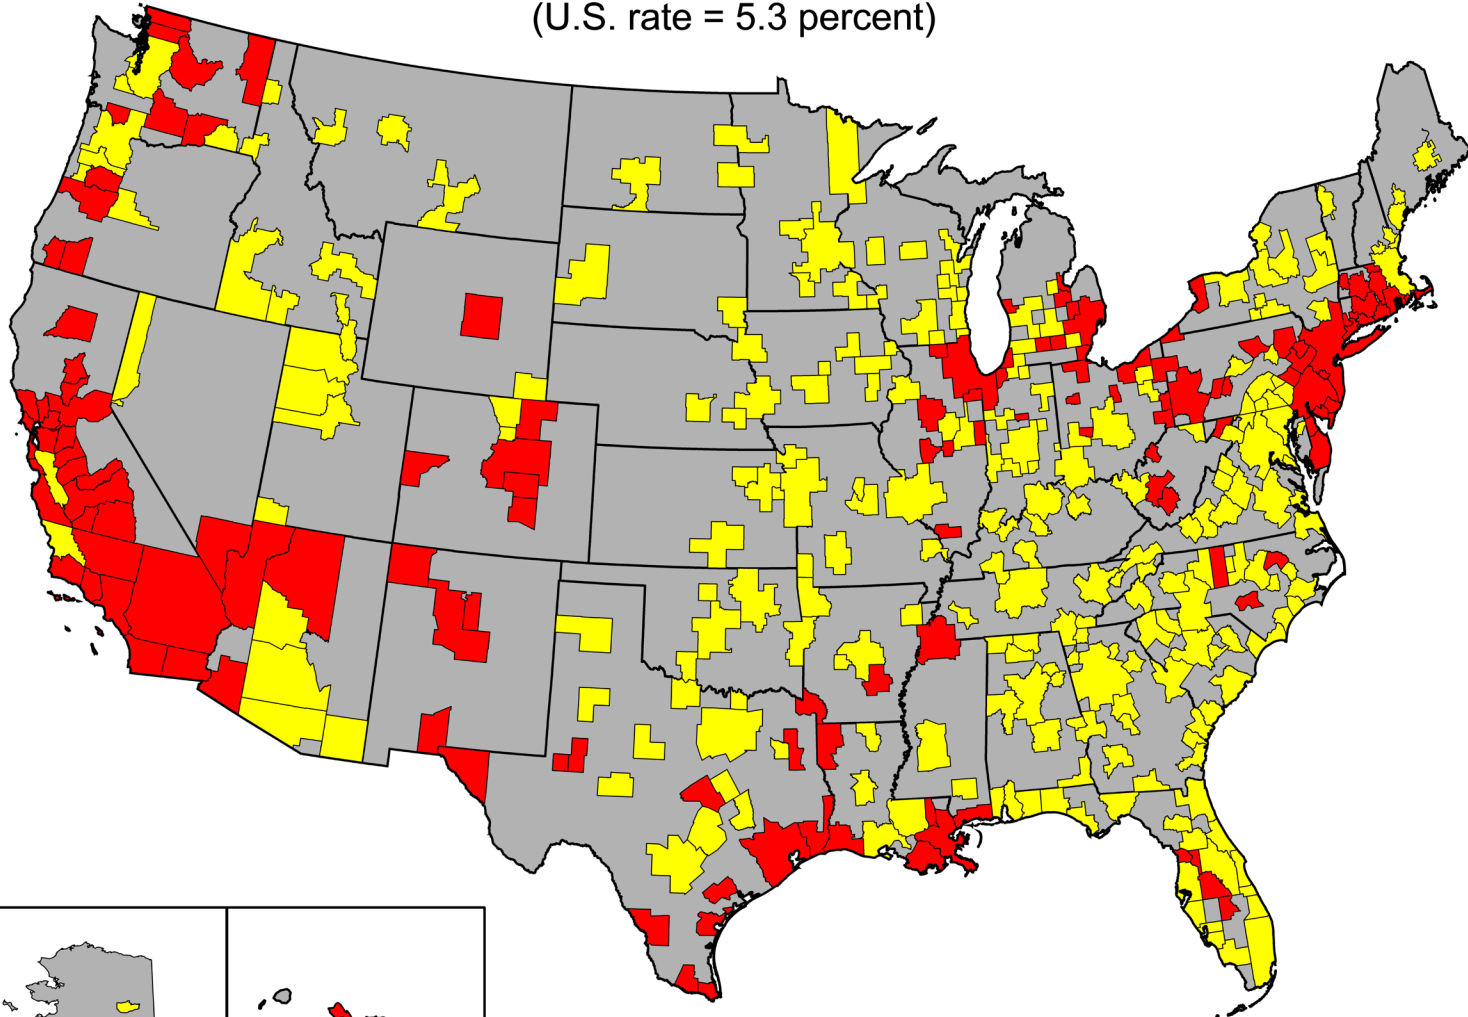 (U.S. rate = 5.3 percent)